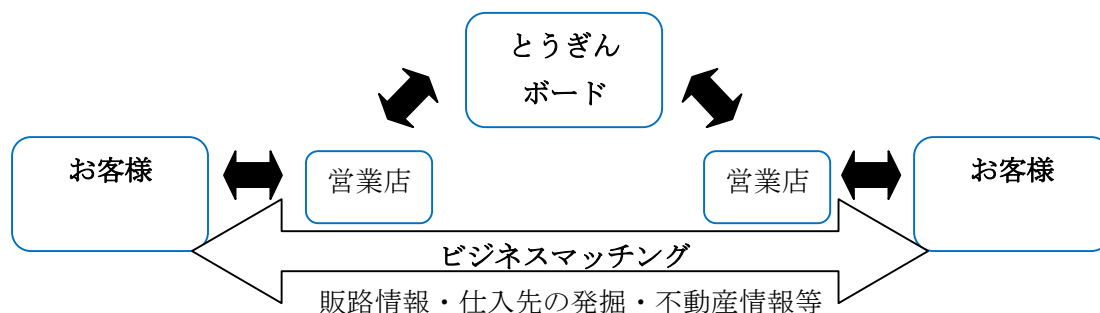 とうぎん
ボード
お客様
営業店
営業店
お客様
ビジネスマッチング
販路情報・仕入先の発掘・不動産情報等